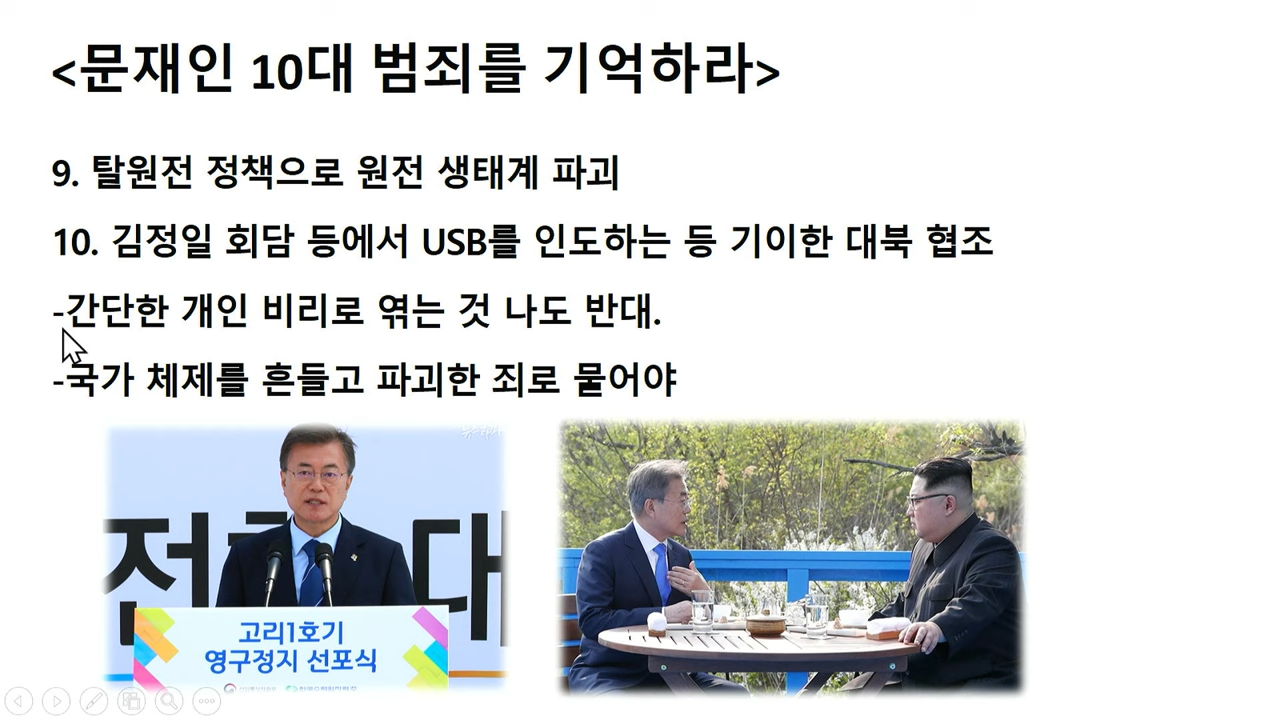 <문재인 10대 범죄를 기억하라>
9. 탈원전 정책으로 원전 생태계 파괴
10. 김정일 회담 등에서 USB를 인도하는 등 기이한 대북 협조
-간단한 개인 비리로 엮는 것 나도 반대.
-국가 체제를 흔들고 파괴한 죄로 물어야
고리1호기
영구정지 선포식